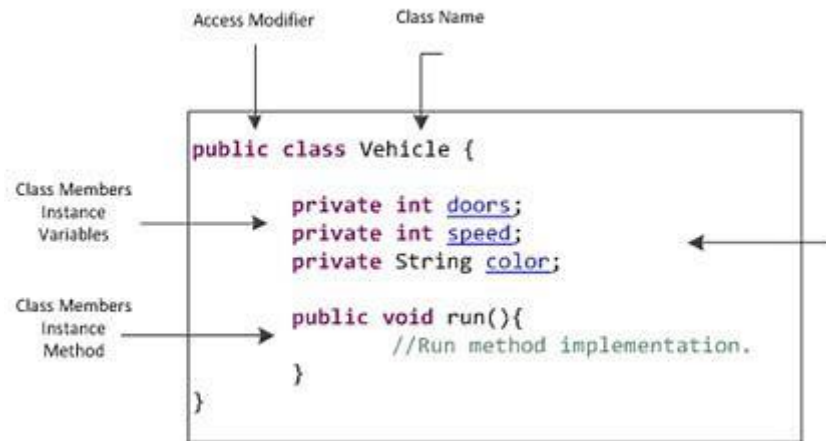 Access Modifier
Class Name
public class Vehicle {
Class Members
Instance
Variables
private int doors;
private int speed;
private String color;
Class Members
Instance
Method
public void run(){
//Run method implementation.
}
}